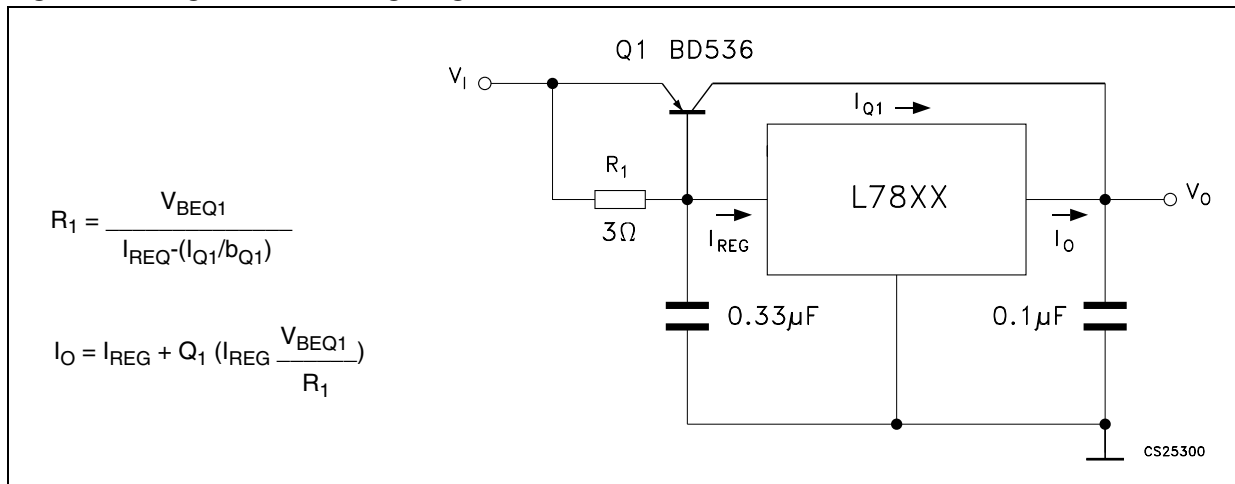 Q1 BD536
V_I
I_Q1
R_1
L78XX
V_O
3Ω
I_REG
I_O
0.33µF
0.1µF
CS25300
R_1 = V_BEQ1 / I_REQ-(I_Q1/b_Q1)
I_O = I_REG + Q_1 (I_REG V_BEQ1 / R_1)